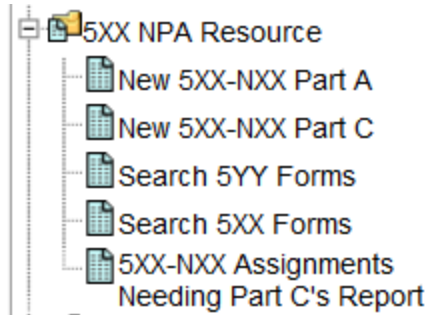 5XX NPA Resource
New 5XX-NXX Part A
New 5XX-NXX Part C
Search 5YY Forms
Search 5XX Forms
5XX-NXX Assignments
Needing Part C's Report